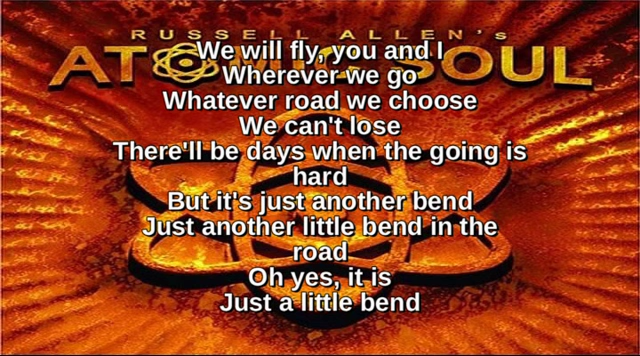 RUSSELL ALLEN's
ATOMIC SOUL
We will fly, you and I
Wherever we go
Whatever road we choose
We can't lose
There'll be days when the going is
hard
But it's just another bend
Just another little bend in the
road
Oh yes, it is
Just a little bend